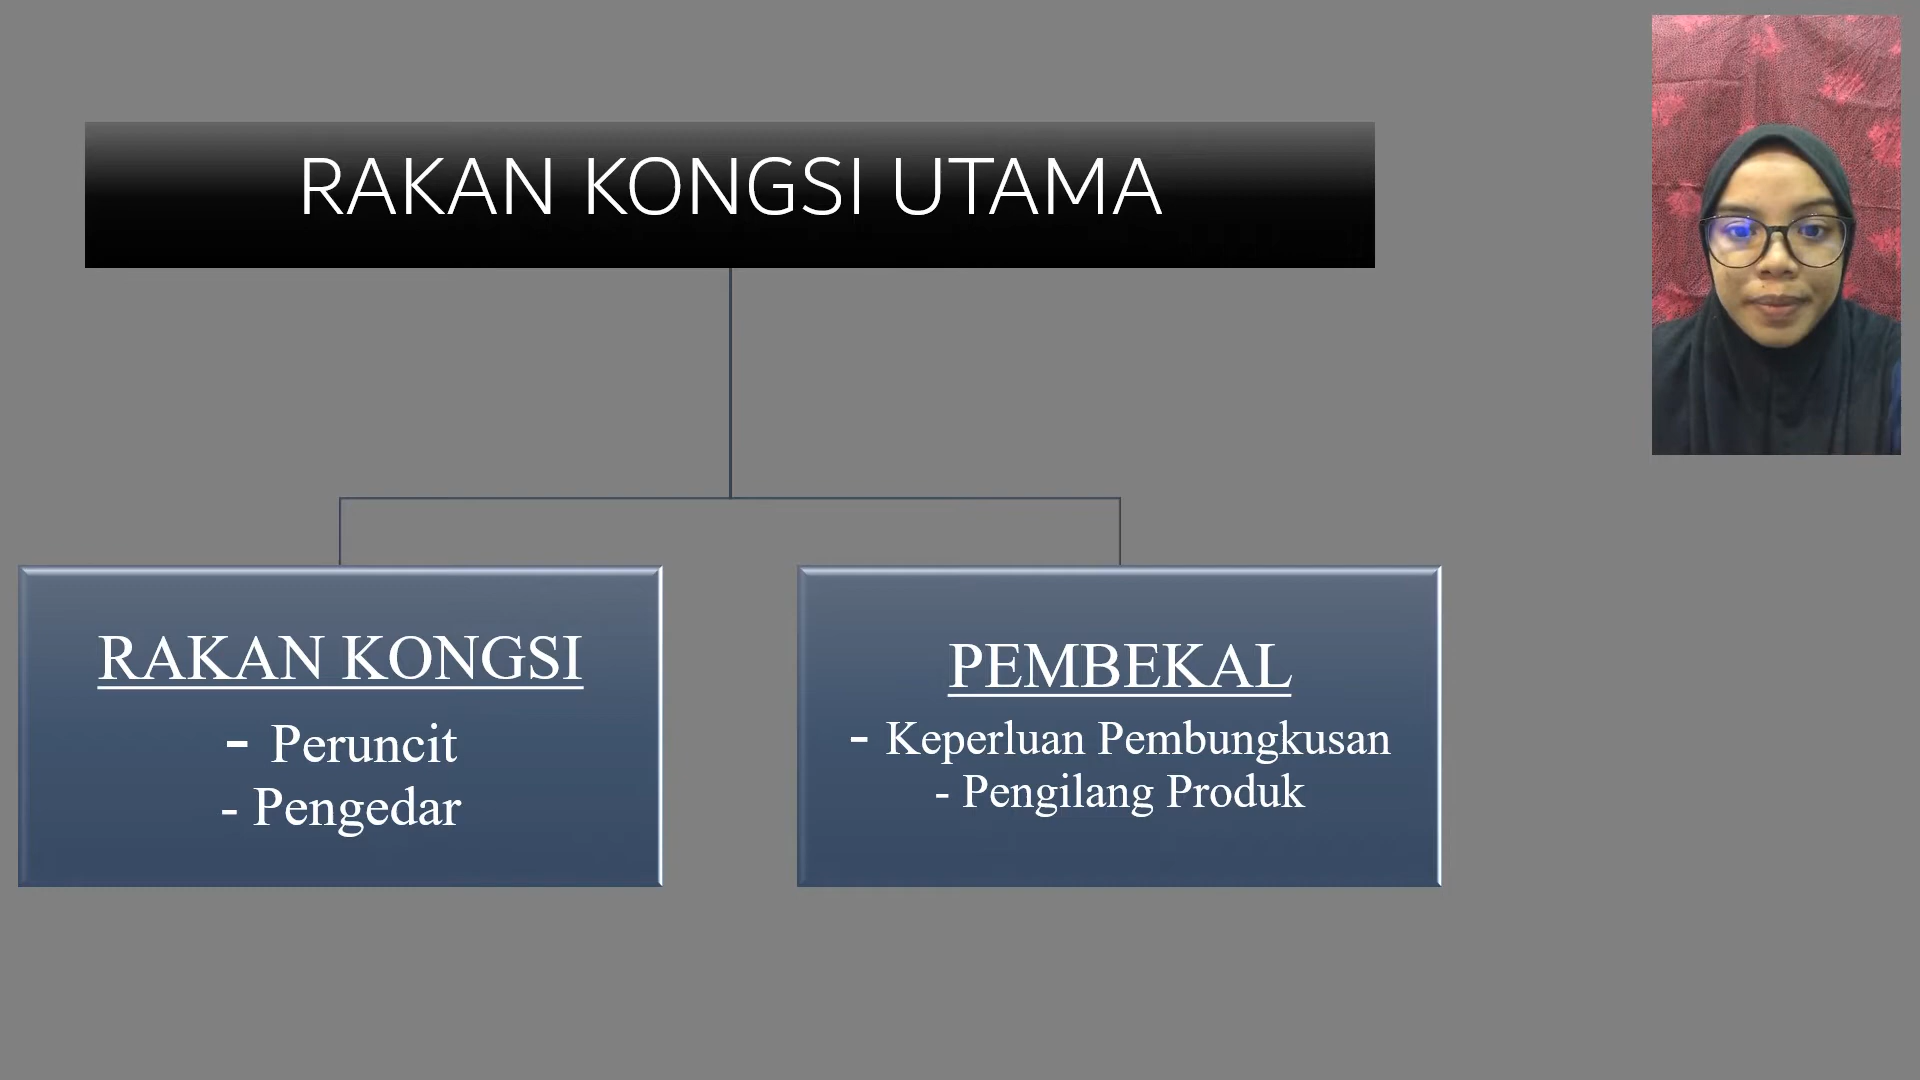 RAKAN KONGSI UTAMA
RAKAN KONGSI
- Peruncit
- Pengedar
PEMBEKAL
- Keperluan Pembungkusan
- Pengilang Produk